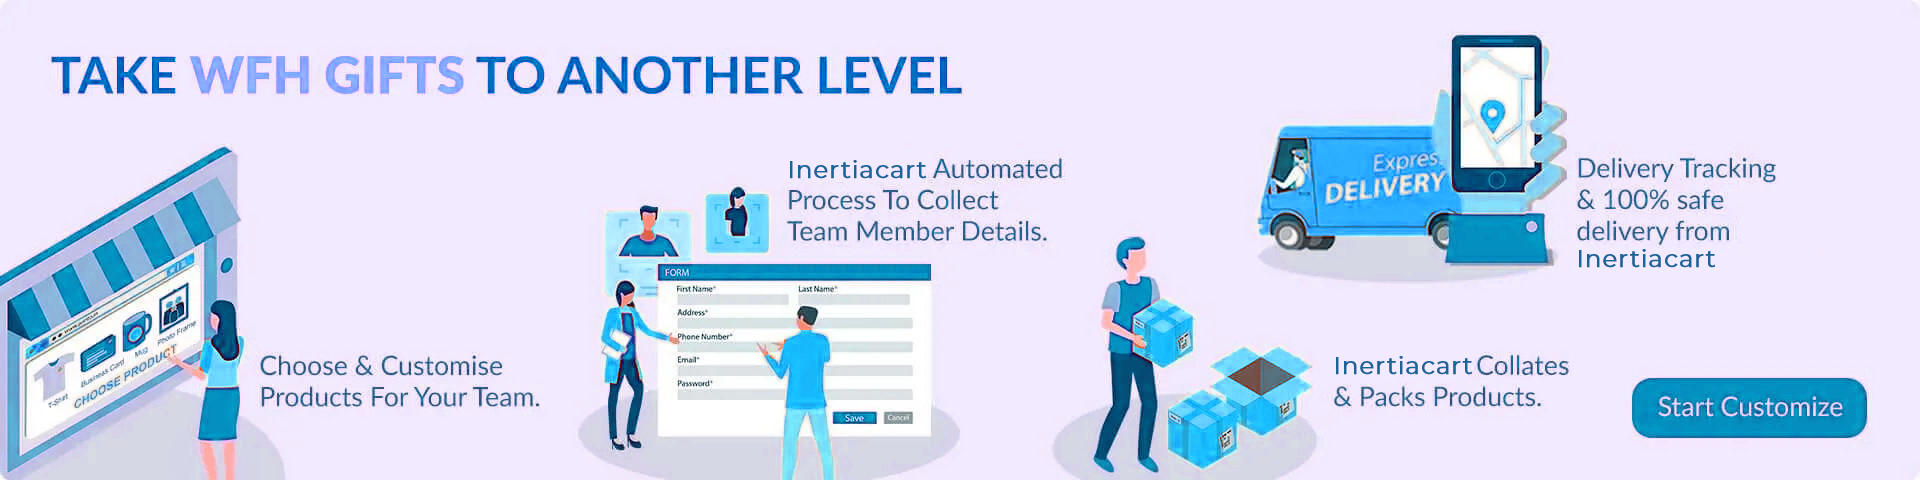 TAKE WFH GIFTS TO ANOTHER LEVEL
T-Shirt
Business Card
Mug
Photo Frame
CHOOSE PRODUCT
Choose & Customise
Products For Your Team.
Inertiacart Automated
Process To Collect
Team Member Details.
FORM
First Name*
Last Name*
Address*
Phone Number*
Email*
Password*
Save
Cancel
Inertiacart Collates
& Packs Products.
Express
DELIVERY
Delivery Tracking
& 100% safe
delivery from
Inertiacart
Start Customize